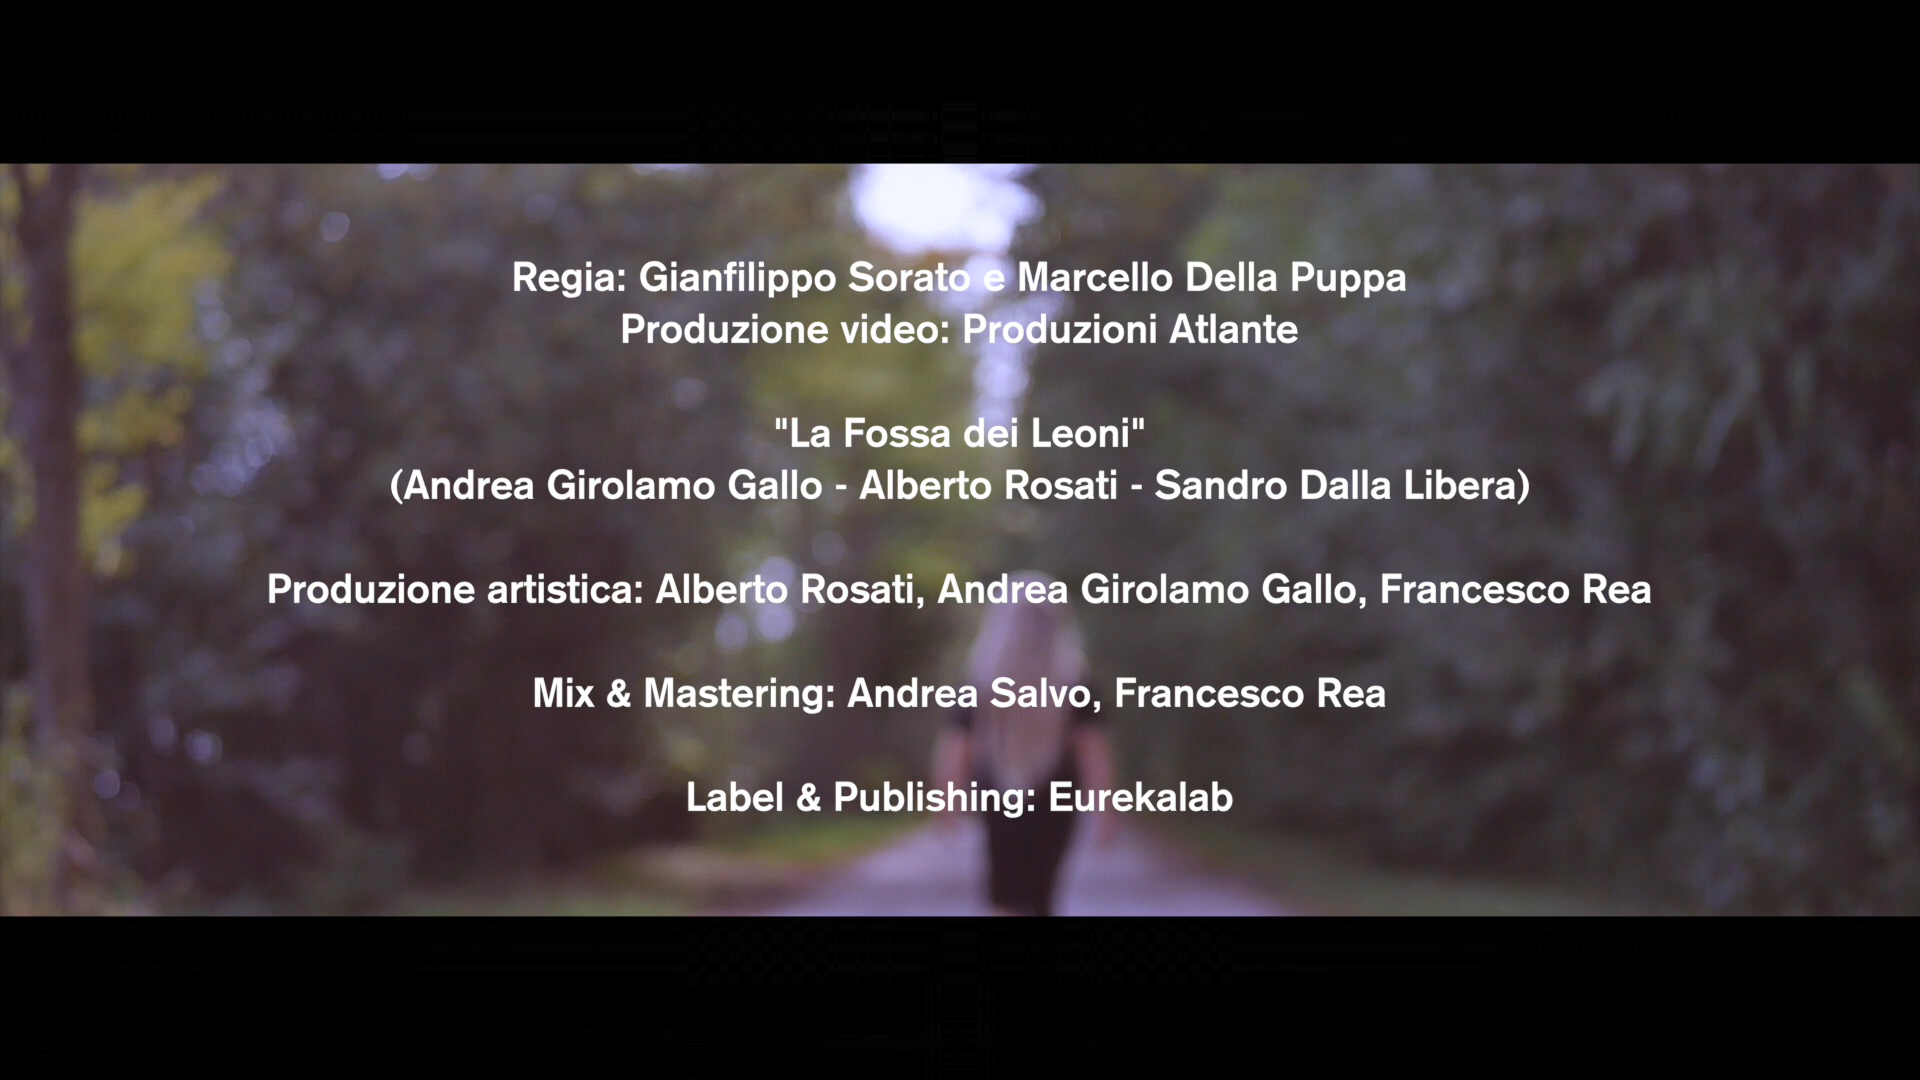 Regia: Gianfilippo Sorato e Marcello Della Puppa
Produzione video: Produzioni Atlante
"La Fossa dei Leoni"
(Andrea Girolamo Gallo - Alberto Rosati - Sandro Dalla Libera)
Produzione artistica: Alberto Rosati, Andrea Girolamo Gallo, Francesco Rea
Mix & Mastering: Andrea Salvo, Francesco Rea
Label & Publishing: Eurekalab